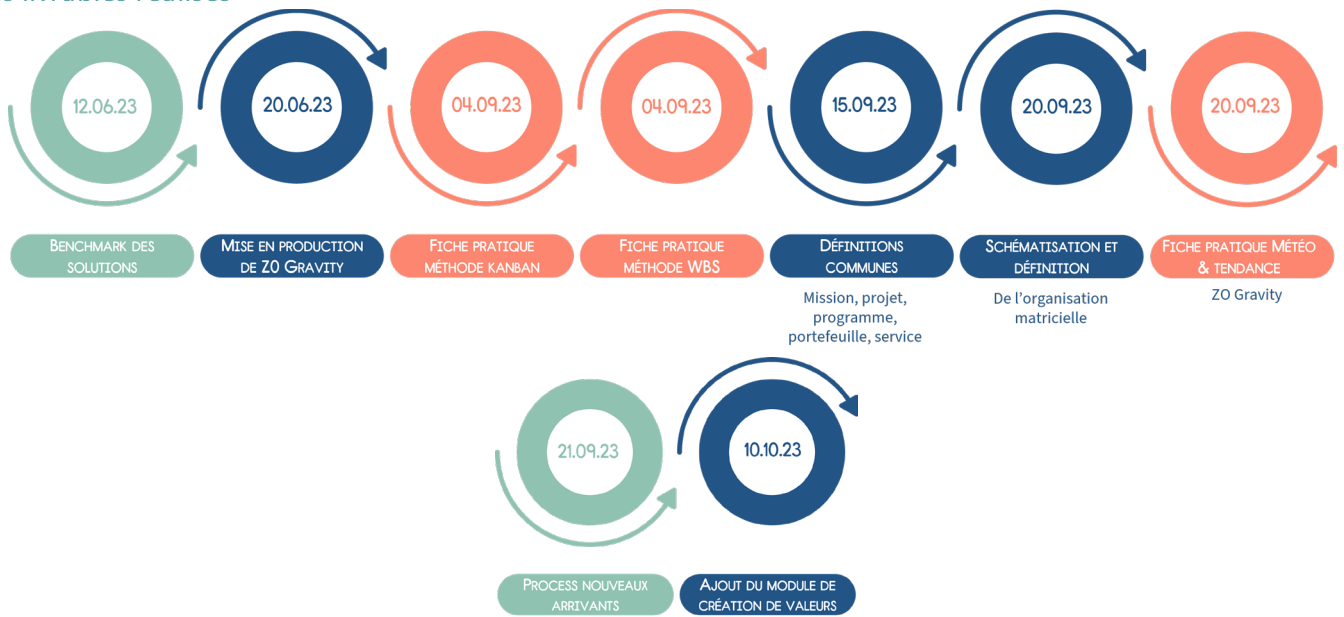 12.06.23
20.06.23
04.09.23
04.09.23
15.09.23
20.09.23
20.09.23
Benchmark des
solutions
Mise en production
de ZO Gravity
Fiche pratique
méthode kanban
Fiche pratique
méthode WBS
Définitions
communes
Mission, projet,
programme,
portefeuille, service
Schématisation et
définition
De l'organisation
matricielle
Fiche pratique Météo
& tendance
ZO Gravity
21.09.23
10.10.23
Process nouveaux
arrivants
Ajout du module de
création de valeurs